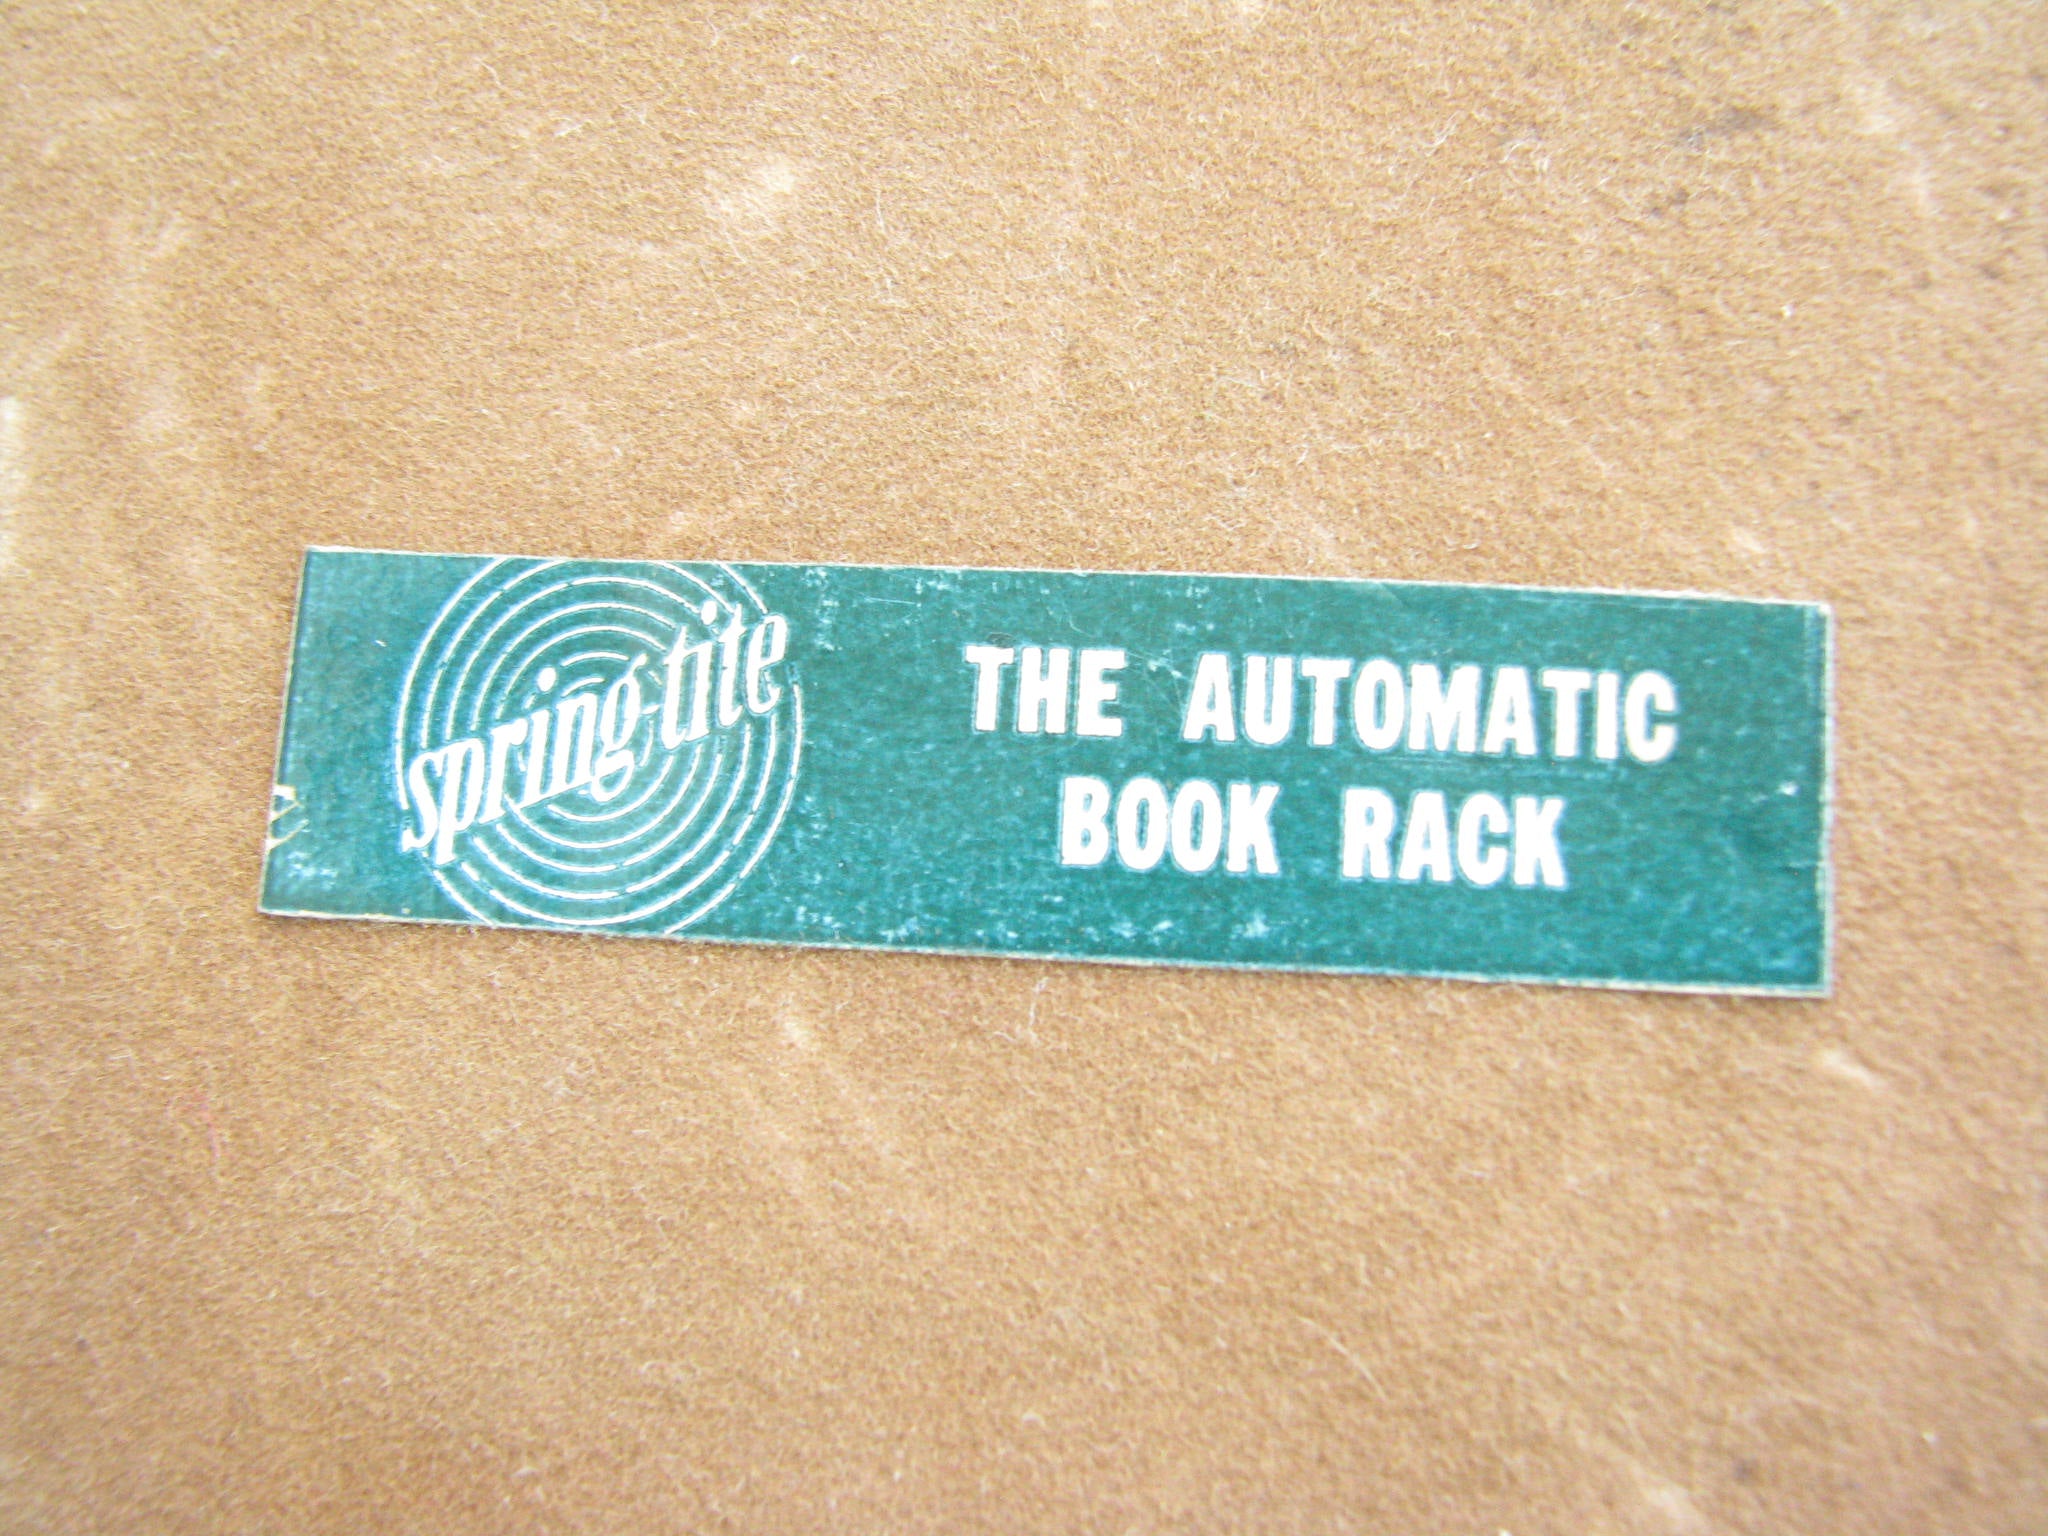 spring-tite
THE AUTOMATIC
BOOK RACK